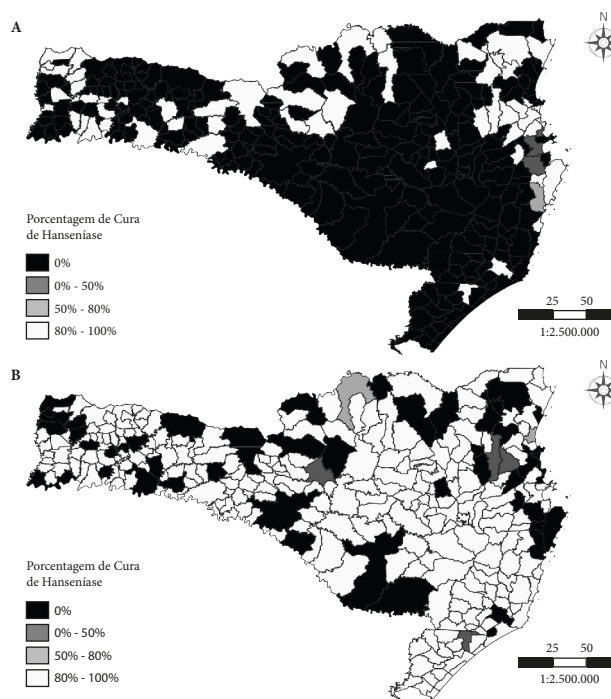 A
N
Porcentagem de Cura
de Hanseníase
0%
0% - 50%
50% - 80%
80% - 100%
25 50
1:2.500.000
B
N
Porcentagem de Cura
de Hanseníase
0%
0% - 50%
50% - 80%
80% - 100%
25 50
1:2.500.000